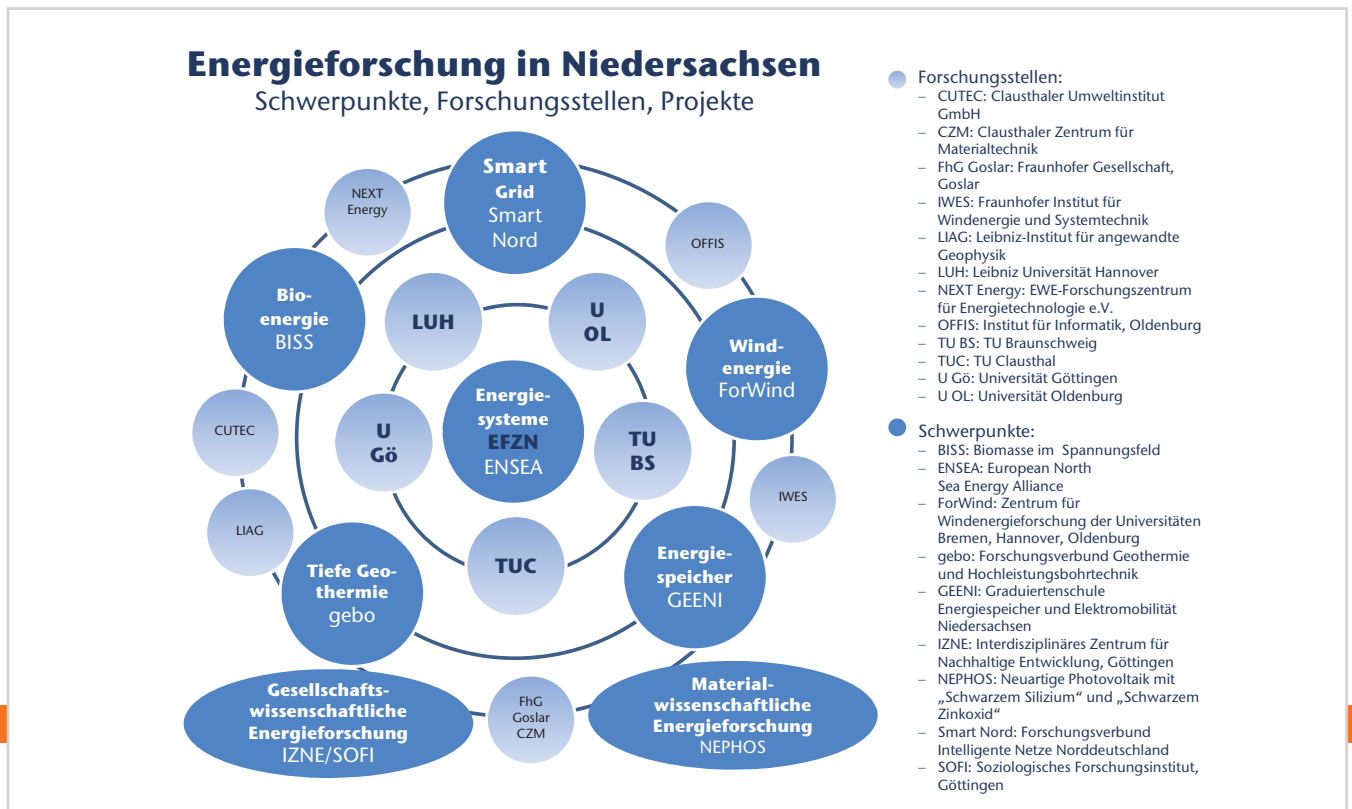 Energieforschung in Niedersachsen
Schwerpunkte, Forschungsstellen, Projekte
Smart
Grid
Smart
Nord
NEXT
Energy
OFFIS
Bio-
energie
BISS
LUH
U
OL
Wind-
energie
ForWind
Energie-
systeme
EFZN
ENSEA
CUTEC
U
Gö
TU
BS
IWES
LIAG
Tiefe Geo-
thermie
gebo
TUC
Energie-
speicher
GEENI
Gesellschafts-
wissenschaftliche
Energieforschung
IZNE/SOFI
FhG
Goslar
CZM
Material-
wissenschaftliche
Energieforschung
NEPHOS
Forschungsstellen:
– CUTEC: Clausthaler Umweltinstitut
GmbH
– CZM: Clausthaler Zentrum für
Materialtechnik
– FhG Goslar: Fraunhofer Gesellschaft,
Goslar
– IWES: Fraunhofer Institut für
Windenergie und Systemtechnik
– LIAG: Leibniz-Institut für angewandte
Geophysik
– LUH: Leibniz Universität Hannover
– NEXT Energy: EWE-Forschungszentrum
für Energietechnologie e.V.
– OFFIS: Institut für Informatik, Oldenburg
– TU BS: TU Braunschweig
– TUC: TU Clausthal
– U Gö: Universität Göttingen
– U OL: Universität Oldenburg
Schwerpunkte:
– BISS: Biomasse im Spannungsfeld
– ENSEA: European North
Sea Energy Alliance
– ForWind: Zentrum für
Windenergieforschung der Universitäten
Bremen, Hannover, Oldenburg
– gebo: Forschungsverbund Geothermie
und Hochleistungsbohrtechnik
– GEENI: Graduiertenschule
Energiespeicher und Elektromobilität
Niedersachsen
– IZNE: Interdisziplinäres Zentrum für
Nachhaltige Entwicklung, Göttingen
– NEPHOS: Neuartige Photovoltaik mit
„Schwarzem Silizium“ und „Schwarzem
Zinkoxid“
– Smart Nord: Forschungsverbund
Intelligente Netze Norddeutschland
– SOFI: Soziologisches Forschungsinstitut,
Göttingen